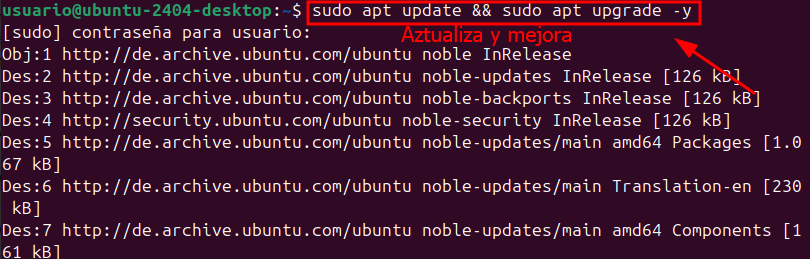 usuario@ubuntu-2404-desktop:~$ sudo apt update && sudo apt upgrade -y
[sudo] contraseña para usuario:
Aztualiza y mejora
Obj:1 http://de.archive.ubuntu.com/ubuntu noble InRelease
Des:2 http://de.archive.ubuntu.com/ubuntu noble-updates InRelease [126 kB]
Des:3 http://de.archive.ubuntu.com/ubuntu noble-backports InRelease [126 kB]
Des:4 http://security.ubuntu.com/ubuntu noble-security InRelease [126 kB]
Des:5 http://de.archive.ubuntu.com/ubuntu noble-updates/main amd64 Packages [1.0
67 kB]
Des:6 http://de.archive.ubuntu.com/ubuntu noble-updates/main Translation-en [230
 kB]
Des:7 http://de.archive.ubuntu.com/ubuntu noble-updates/main amd64 Components [1
61 kB]